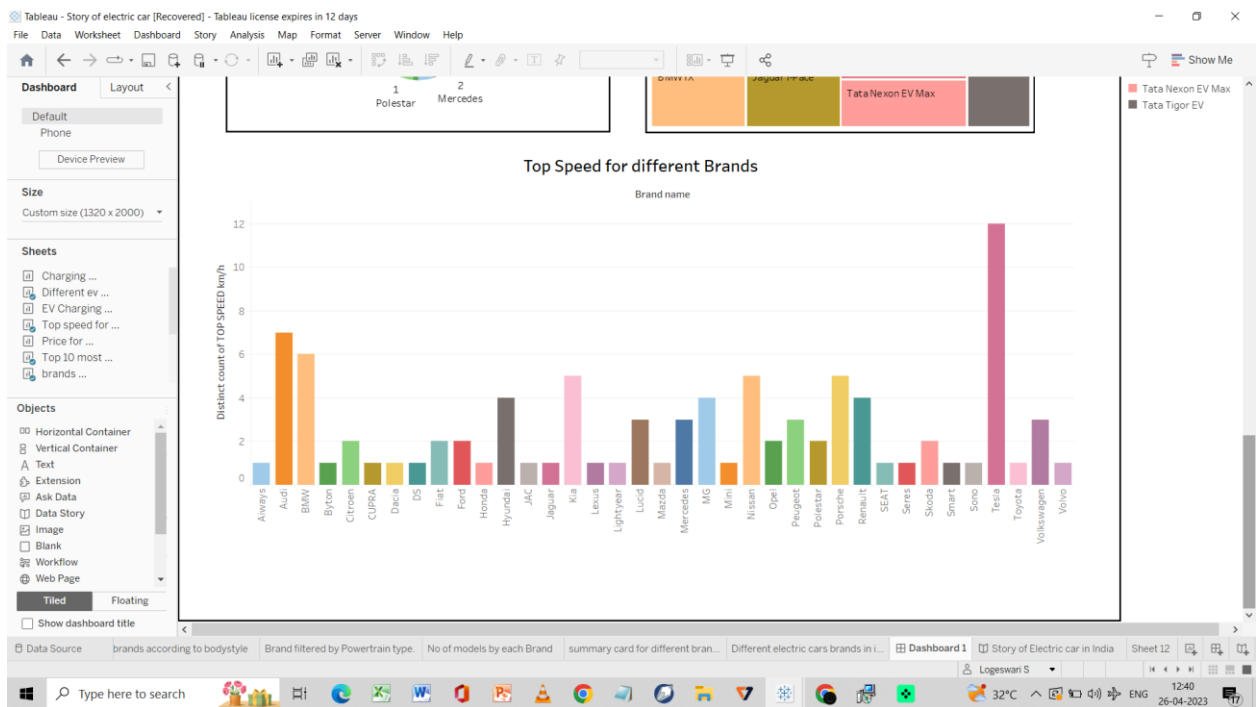 Tableau - Story of electric car [Recovered] - Tableau license expires in 12 days
File Data Worksheet Dashboard Story Analysis Map Format Server Window Help
Show Me
Dashboard Layout
Default
Phone
Device Preview
Size
Custom size (1320 x 2000)
Sheets
Charging ...
Different ev ...
EV Charging ...
Top speed for ...
Price for ...
Top 10 most ...
brands ...
Objects
Horizontal Container
Vertical Container
Text
Extension
Ask Data
Data Story
Image
Blank
Workflow
Web Page
Tiled Floating
Show dashboard title
1
Polestar
2
Mercedes
BMW iX
Jaguar I-Pace
Tata Nexon EV Max
Tata Nexon EV Max
Tata Tigor EV
Top Speed for different Brands
Brand name
Distinct count of TOP SPEED km/h
12
10
8
6
4
2
0
Aiways
Audi
BMW
Byton
Citroen
CUPRA
Dacia
DS
Fiat
Ford
Honda
Hyundai
JAC
Jaguar
Kia
Lexus
Lightyear
Lucid
Mazda
Mercedes
MG
Mini
Nissan
Opel
Peugeot
Polestar
Porsche
Renault
SEAT
Seres
Skoda
Smart
Sono
Tesla
Toyota
Volkswagen
Volvo
Data Source brands according to bodystyle Brand filtered by Powertrain type. No of models by each Brand summary card for different bran... Different electric cars brands in i... Dashboard 1 Story of Electric car in India Sheet 12
Logeswari S
Type here to search
32°C ENG 12:40
26-04-2023
17